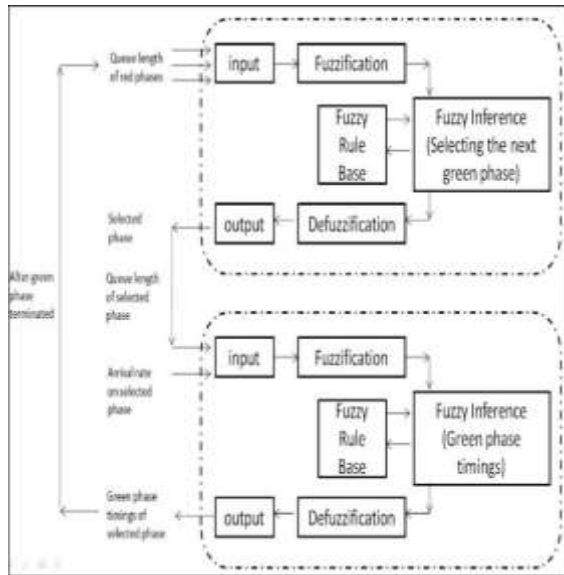 Queue length
of red phases
input
Fuzzification
Fuzzy
Rule
Base
Fuzzy Inference
(Selecting the next
green phase)
Selected
phase
output
Defuzzification
After green
phase
terminated
Queue length
of selected
phase
Arrival rate
on selected
phase
input
Fuzzification
Fuzzy
Rule
Base
Fuzzy Inference
(Green phase
timings)
Green phase
timings of
selected phase
output
Defuzzification